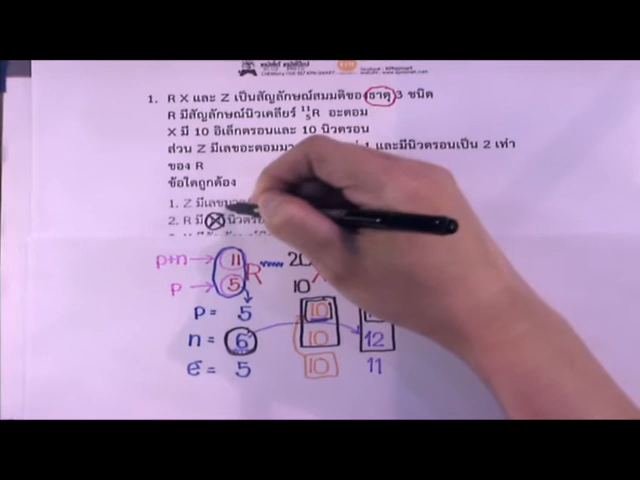 1. R X และ Z เป็นสัญลักษณ์สมมติของธาตุ 3 ชนิด
R มีสัญลักษณ์นิวเคลียร์ ¹¹₅R อะตอม
X มี 10 อิเล็กตรอนและ 10 นิวตรอน
ส่วน Z มีเลขอะตอม 1 และมีนิวตรอนเป็น 2 เท่า
ของ R
ข้อใดถูกต้อง
1. Z มีเลขมวล
2. R มี นิวตรอ
p+n → 11 R 20
p → 5 10
p = 5 10
n = 6 10 12
e = 5 10 11